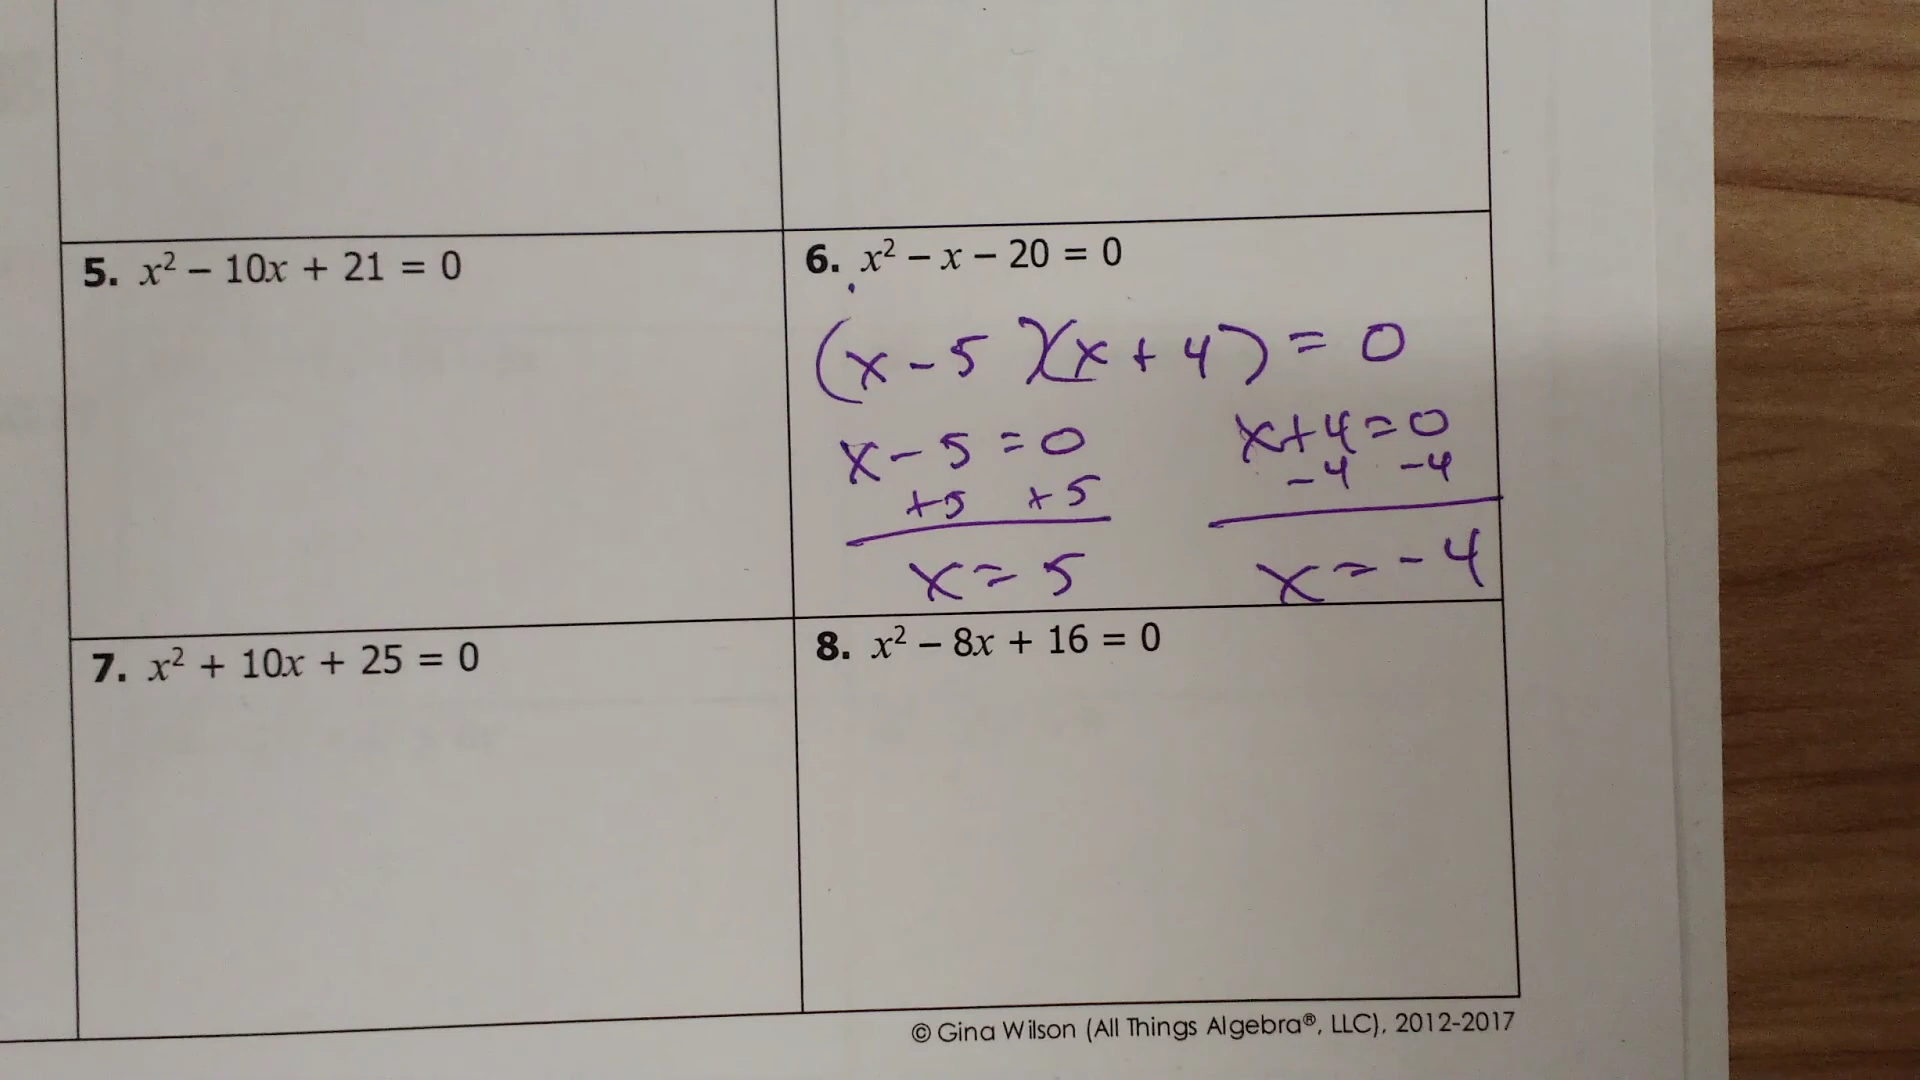 5. x² – 10x + 21 = 0
6. x² – x – 20 = 0
(x - 5)(x + 4) = 0
x - 5 = 0
+5 +5
x = 5
x + 4 = 0
-4 -4
x = -4
7. x² + 10x + 25 = 0
8. x² – 8x + 16 = 0
© Gina Wilson (All Things Algebra®, LLC), 2012-2017